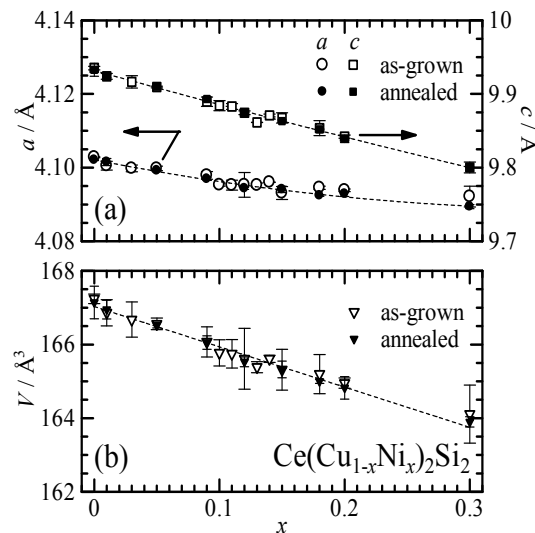 4.14
4.12
4.10
4.08
a / Å
10
9.9
9.8
9.7
c / Å
a c
as-grown
annealed
(a)
168
166
164
162
V / Å³
as-grown
annealed
(b)
Ce(Cu₁₋ₓNiₓ)₂Si₂
0 0.1 0.2 0.3
x